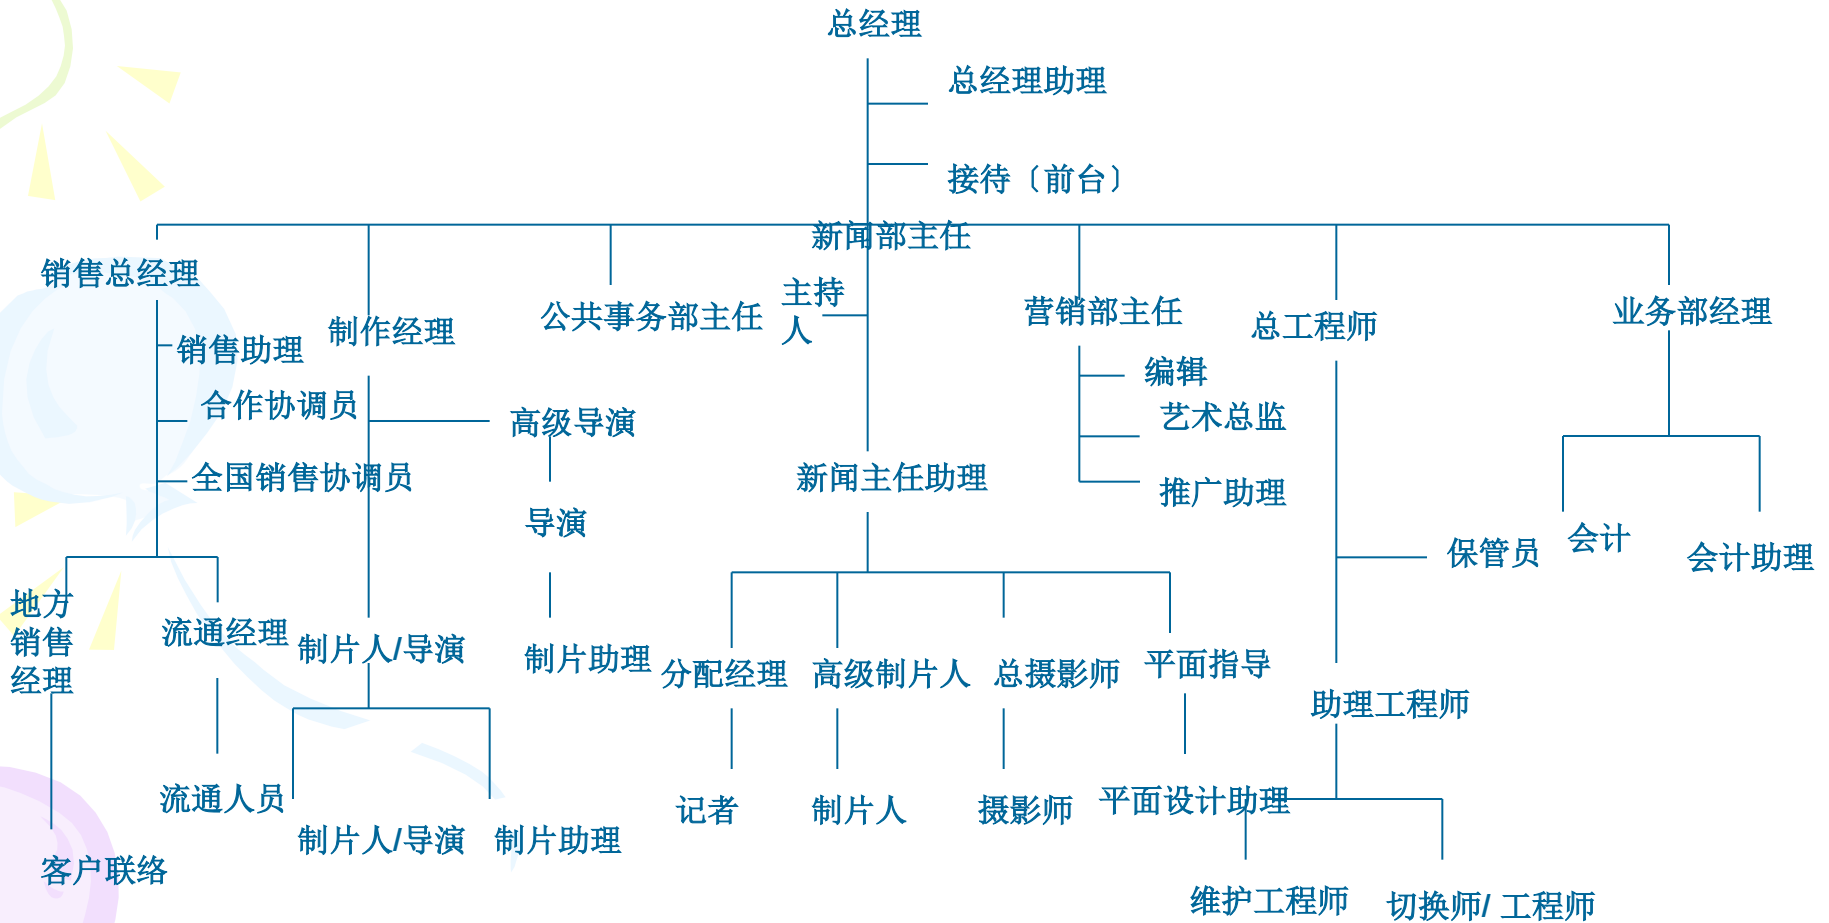 总经理
总经理助理
接待〔前台〕
新闻部主任
销售总经理
主持
人
公共事务部主任
营销部主任
总工程师
业务部经理
制作经理
销售助理
编辑
合作协调员
艺术总监
高级导演
全国销售协调员
新闻主任助理
推广助理
导演
保管员
会计
会计助理
地方
销售
经理
流通经理
制片人/导演
制片助理
分配经理
高级制片人
总摄影师
平面指导
助理工程师
流通人员
记者
制片人
摄影师
平面设计助理
制片人/导演
制片助理
客户联络
维护工程师
切换师/ 工程师